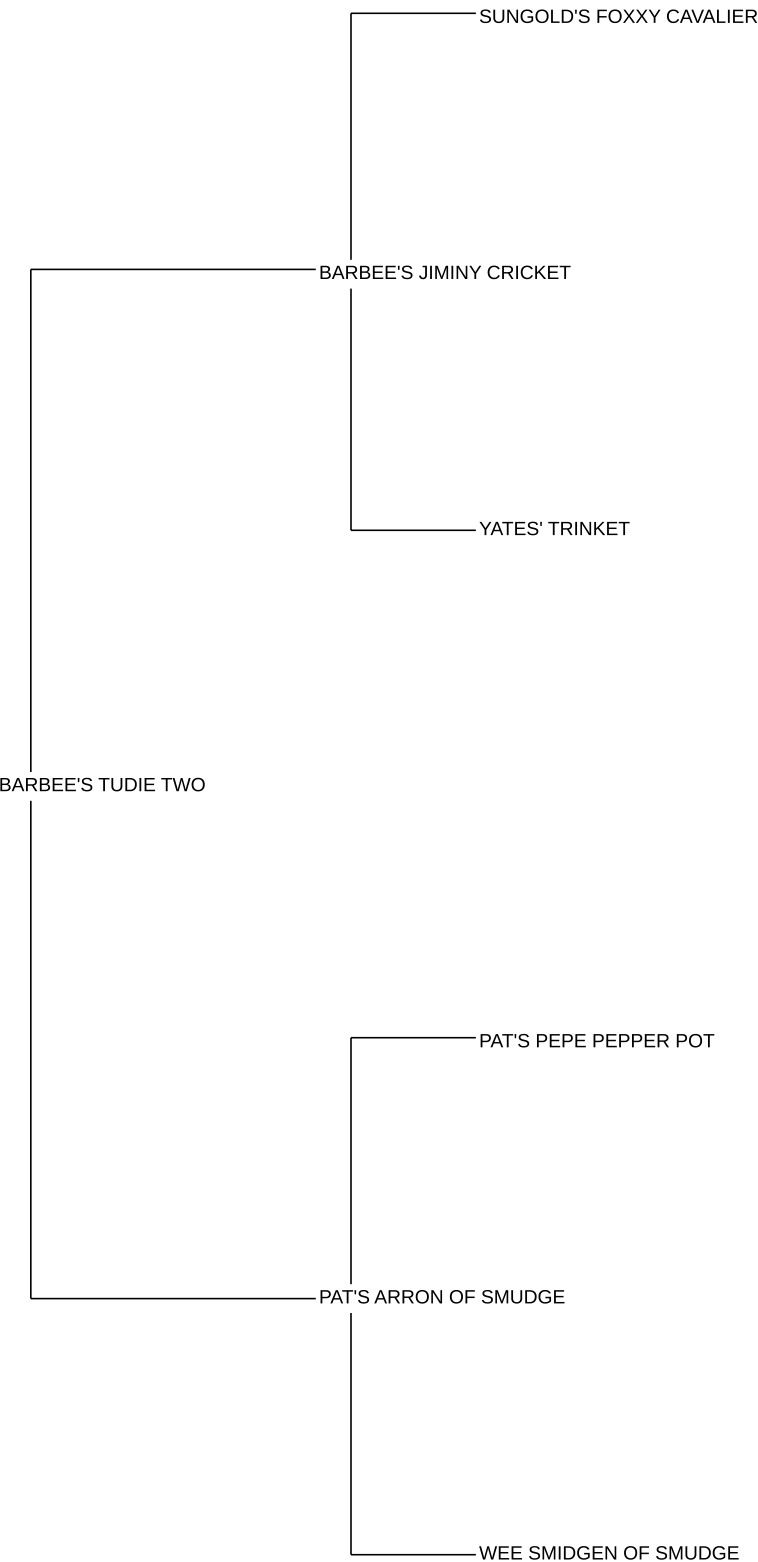 SUNGOLD'S FOXXY CAVALIER
BARBEE'S JIMINY CRICKET
YATES' TRINKET
BARBEE'S TUDIE TWO
PAT'S PEPE PEPPER POT
PAT'S ARRON OF SMUDGE
WEE SMIDGEN OF SMUDGE